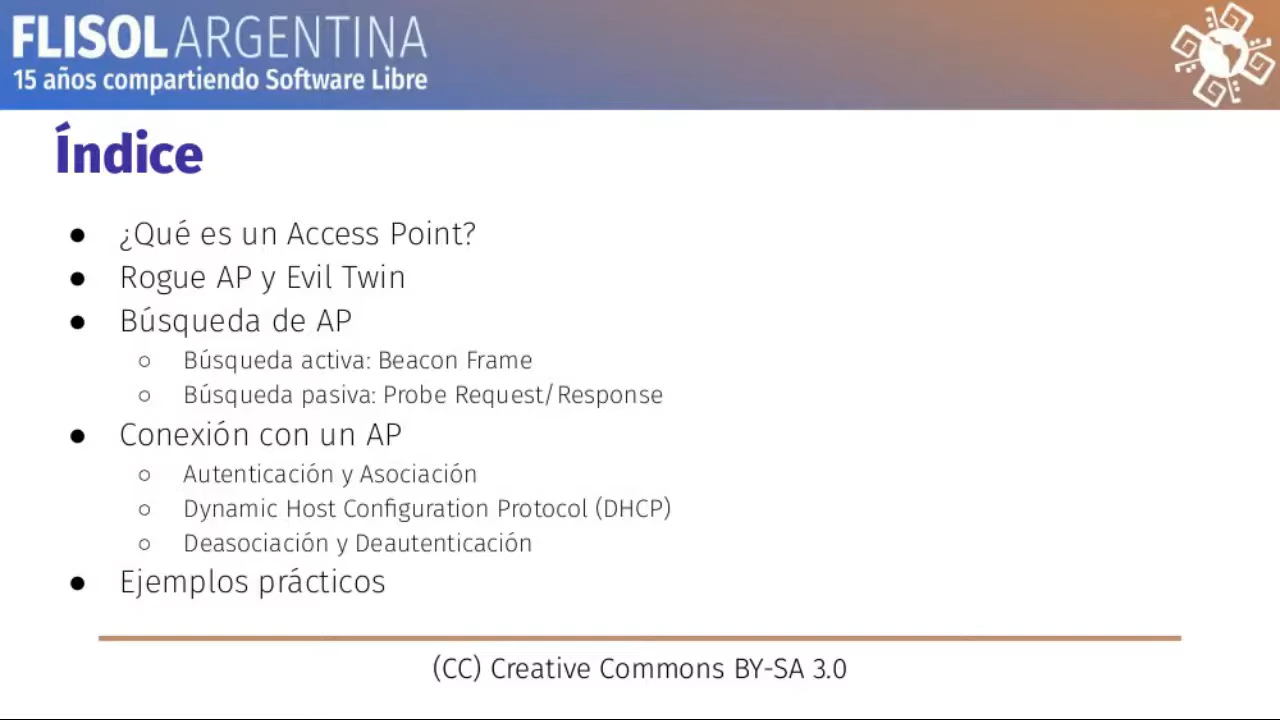 FLISOL ARGENTINA
15 años compartiendo Software Libre
Índice
● ¿Qué es un Access Point?
● Rogue AP y Evil Twin
● Búsqueda de AP
○ Búsqueda activa: Beacon Frame
○ Búsqueda pasiva: Probe Request/Response
● Conexión con un AP
○ Autenticación y Asociación
○ Dynamic Host Configuration Protocol (DHCP)
○ Deasociación y Deautenticación
● Ejemplos prácticos
(CC) Creative Commons BY-SA 3.0